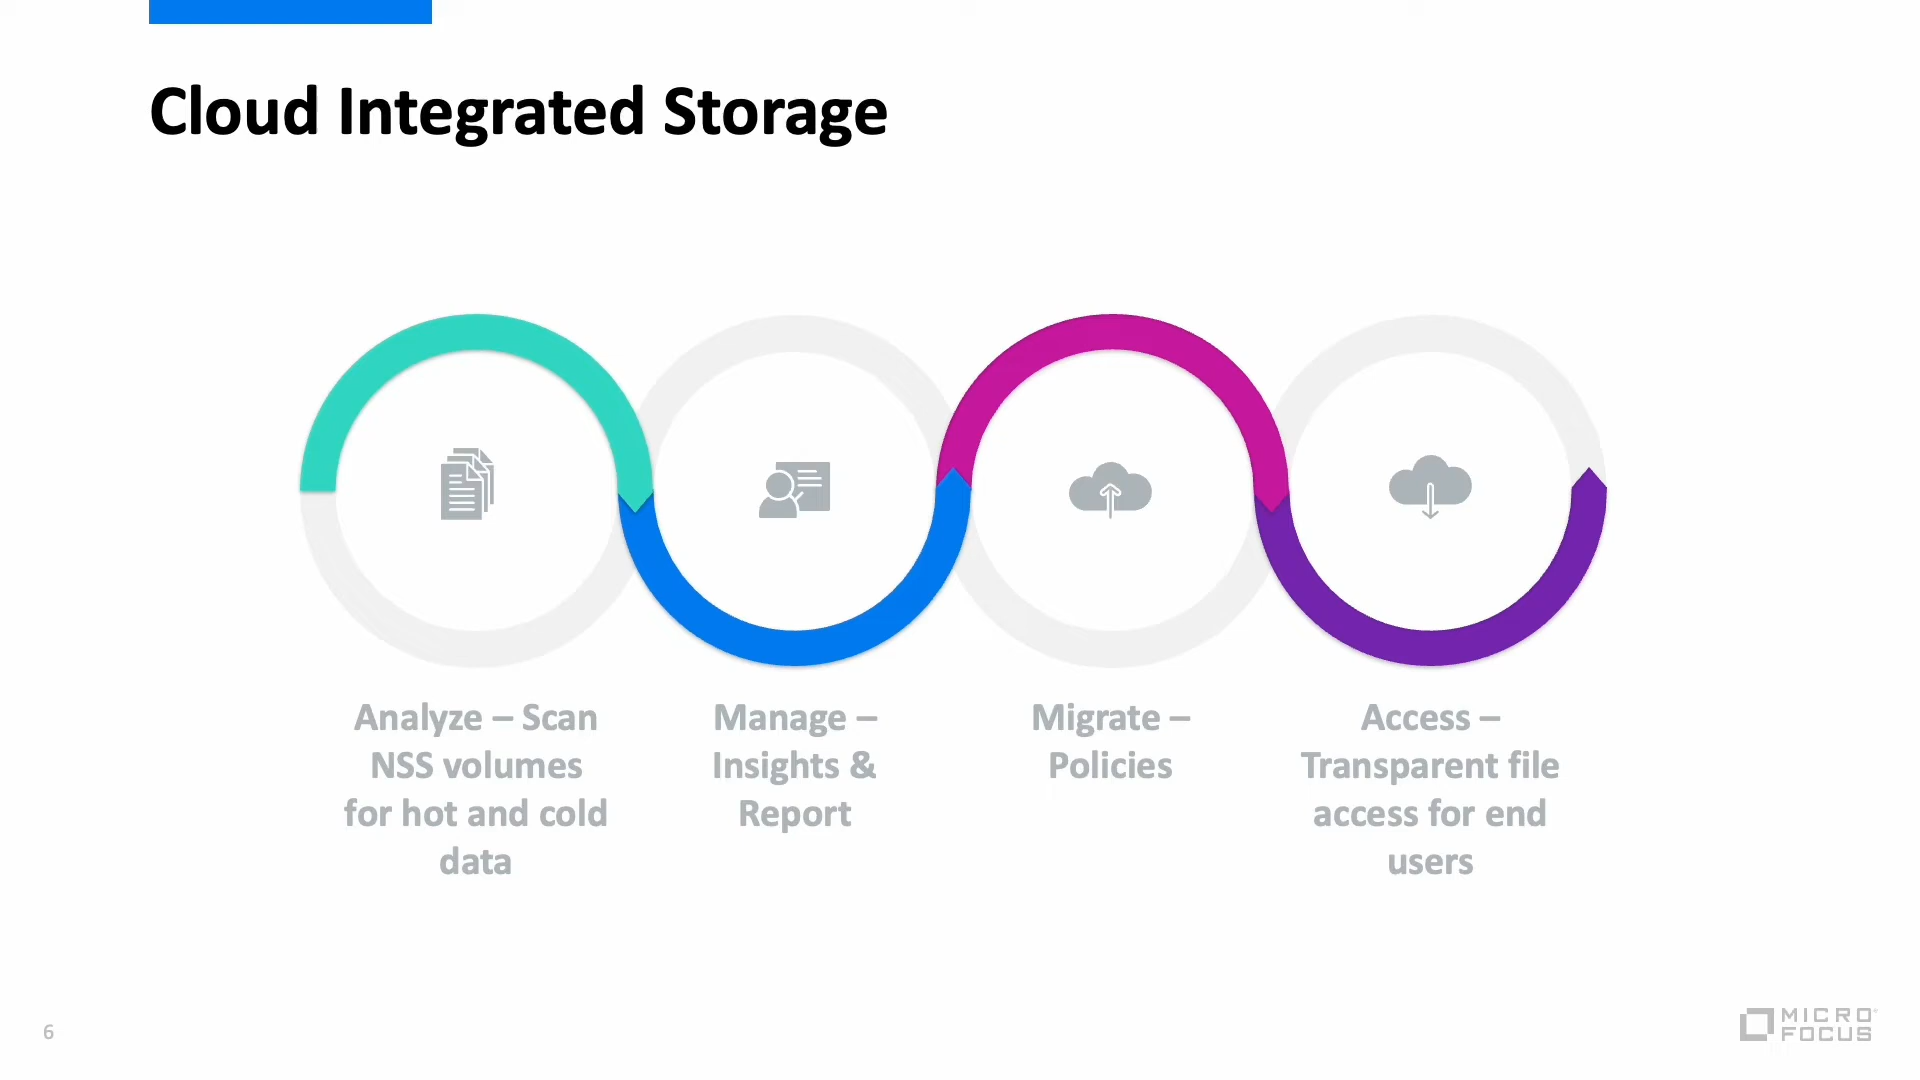 Cloud Integrated Storage
Analyze – Scan
NSS volumes
for hot and cold
data
Manage –
Insights &
Report
Migrate –
Policies
Access –
Transparent file
access for end
users
6
MICRO
FOCUS